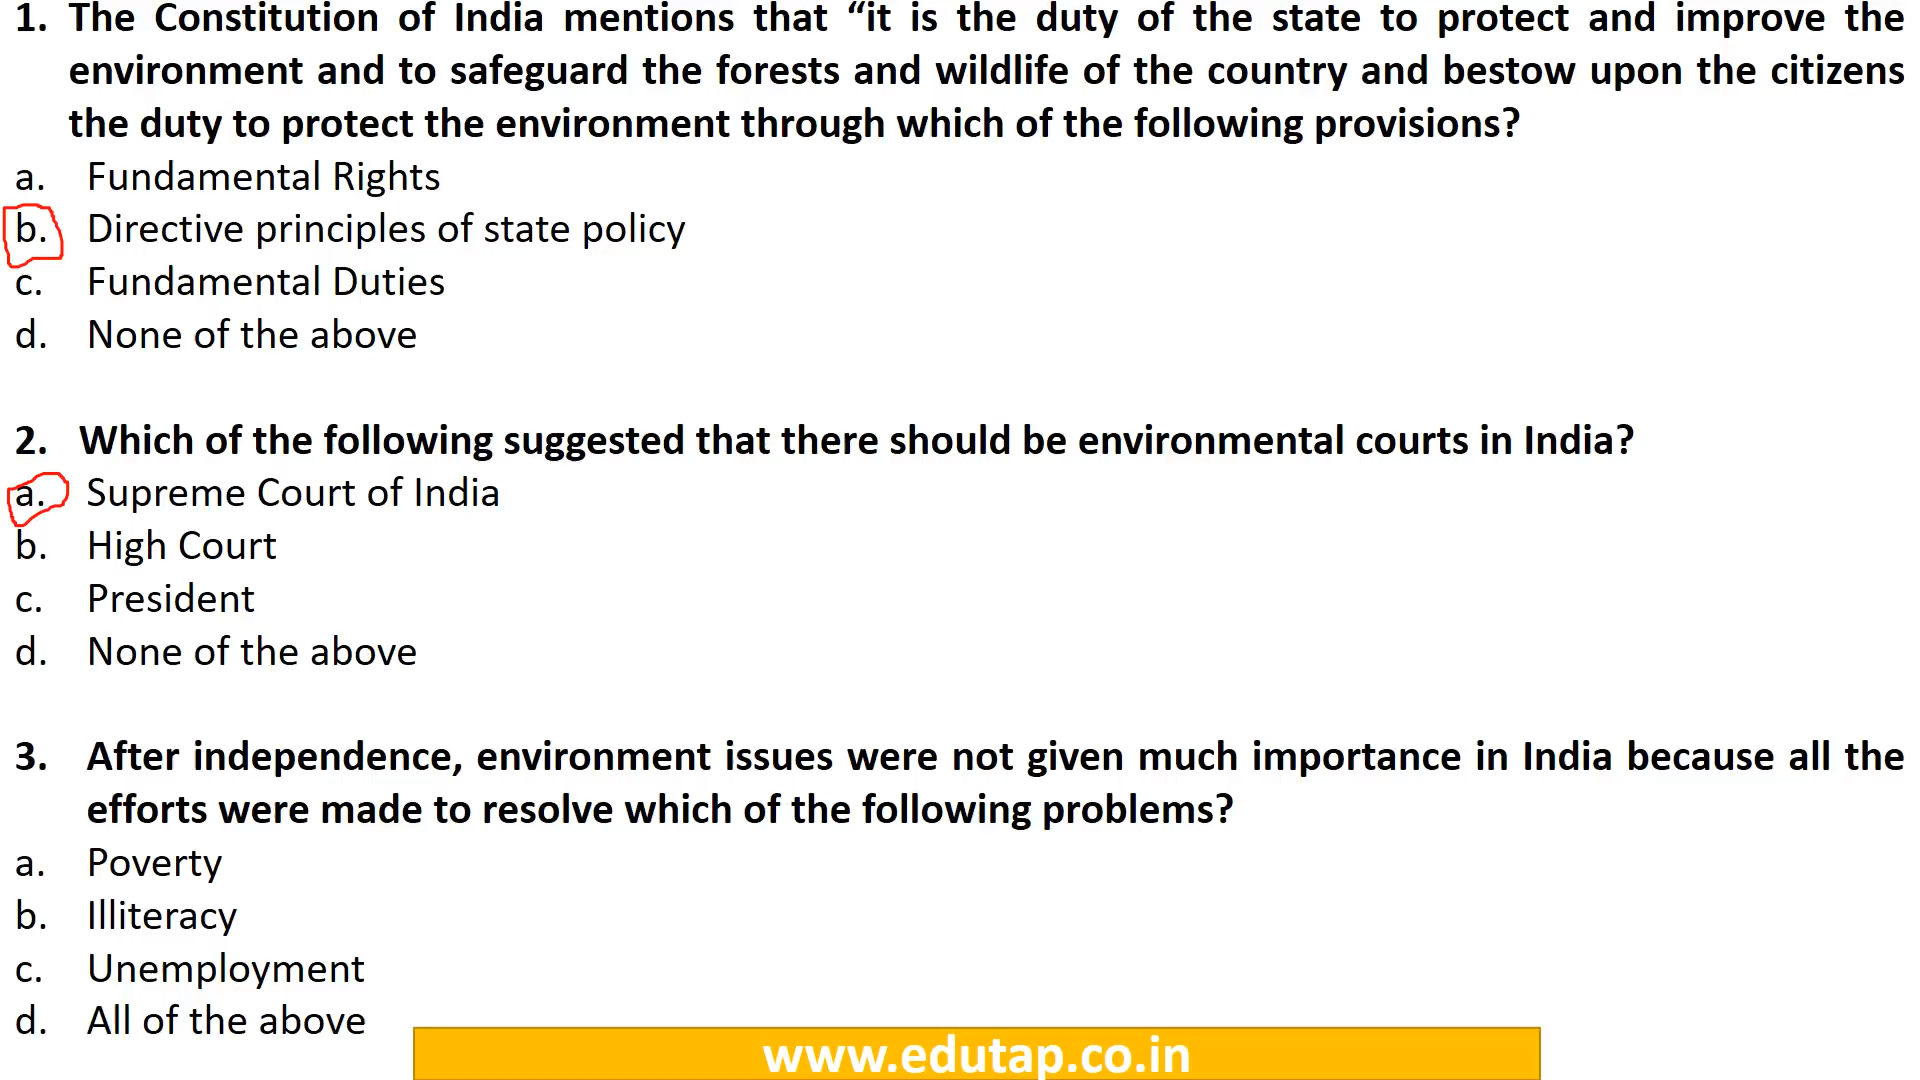 1. The Constitution of India mentions that “it is the duty of the state to protect and improve the
environment and to safeguard the forests and wildlife of the country and bestow upon the citizens
the duty to protect the environment through which of the following provisions?
a. Fundamental Rights
b. Directive principles of state policy
c. Fundamental Duties
d. None of the above
2. Which of the following suggested that there should be environmental courts in India?
a. Supreme Court of India
b. High Court
c. President
d. None of the above
3. After independence, environment issues were not given much importance in India because all the
efforts were made to resolve which of the following problems?
a. Poverty
b. Illiteracy
c. Unemployment
d. All of the above
www.edutap.co.in